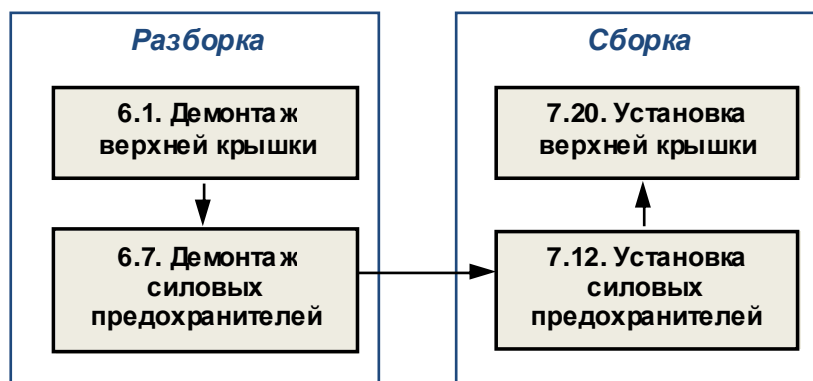 Разборка
6.1. Демонтаж
верхней крышки
6.7. Демонтаж
силовых
предохранителей
Сборка
7.20. Установка
верхней крышки
7.12. Установка
силовых
предохранителей